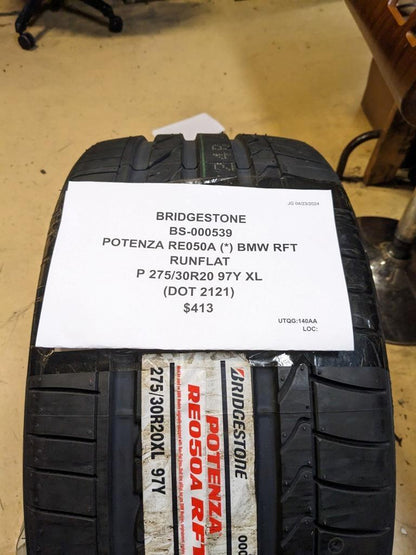 JG 04/23/2024
BRIDGESTONE
BS-000539
POTENZA RE050A (*) BMW RFT
RUNFLAT
P 275/30R20 97Y XL
(DOT 2121)
$413
UTQG:140AA
LOC:
BRIDGESTONE
POTENZA
RE050A RFT
275/30R20XL 97Y